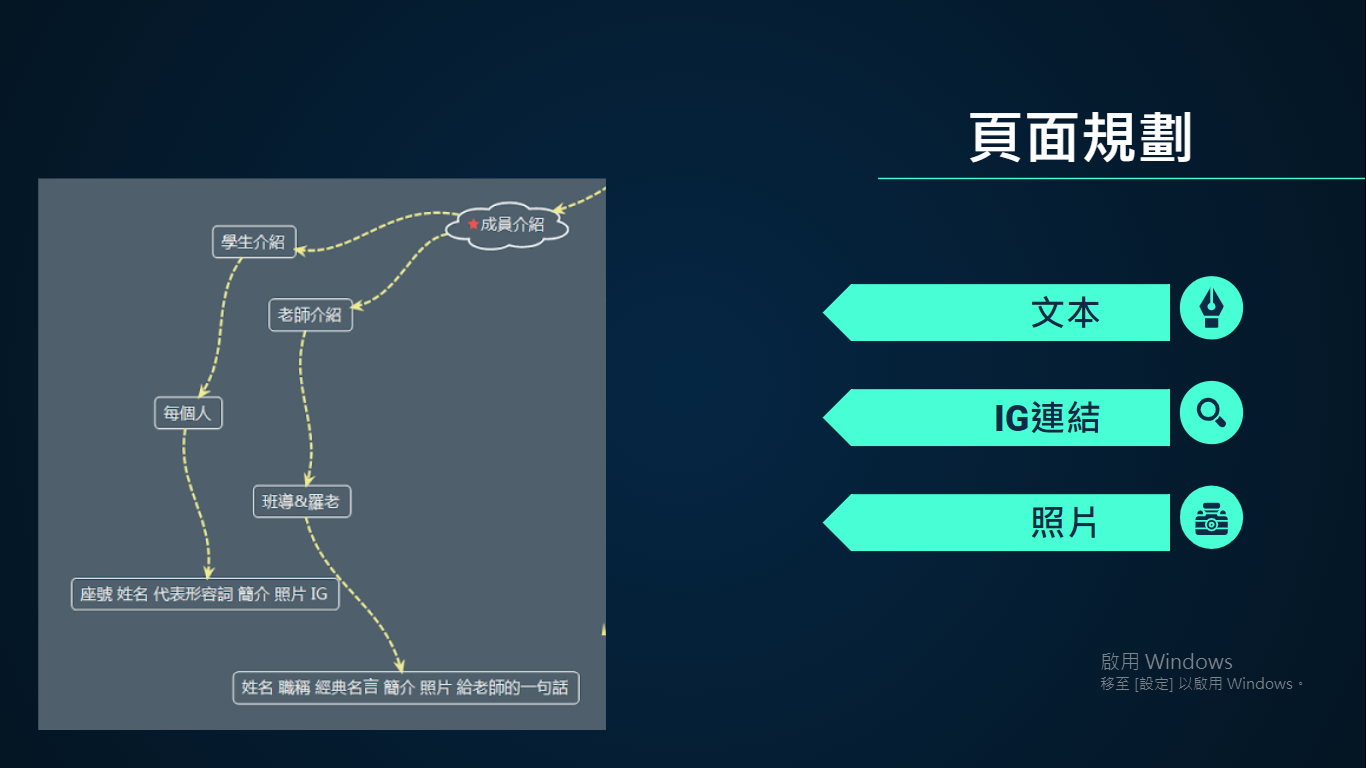 頁面規劃
★成員介紹
學生介紹
老師介紹
每個人
班導&羅老
座號 姓名 代表形容詞 簡介 照片 IG
姓名 職稱 經典名言 簡介 照片 給老師的一句話
文本
IG連結
照片
啟用 Windows
移至 [設定] 以啟用 Windows。